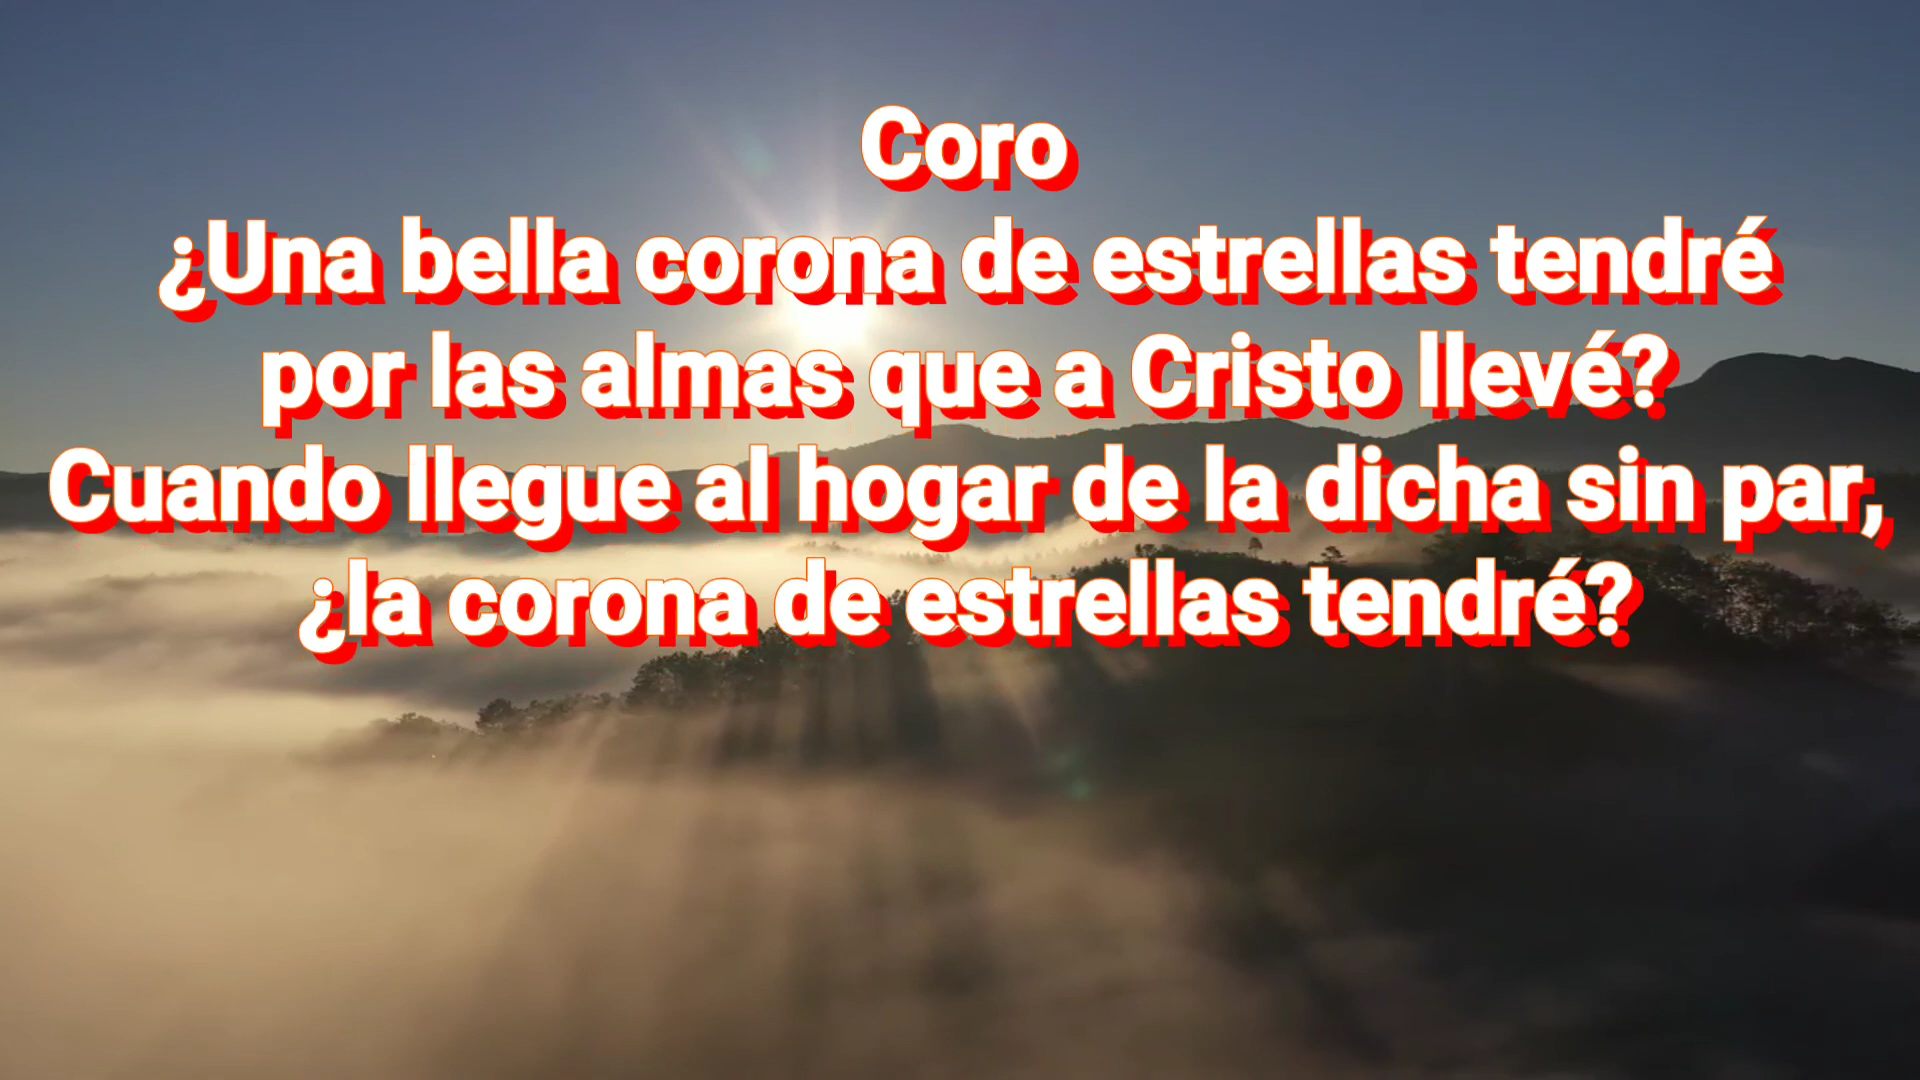 Coro
¿Una bella corona de estrellas tendré
por las almas que a Cristo llevé?
Cuando llegue al hogar de la dicha sin par,
¿la corona de estrellas tendré?